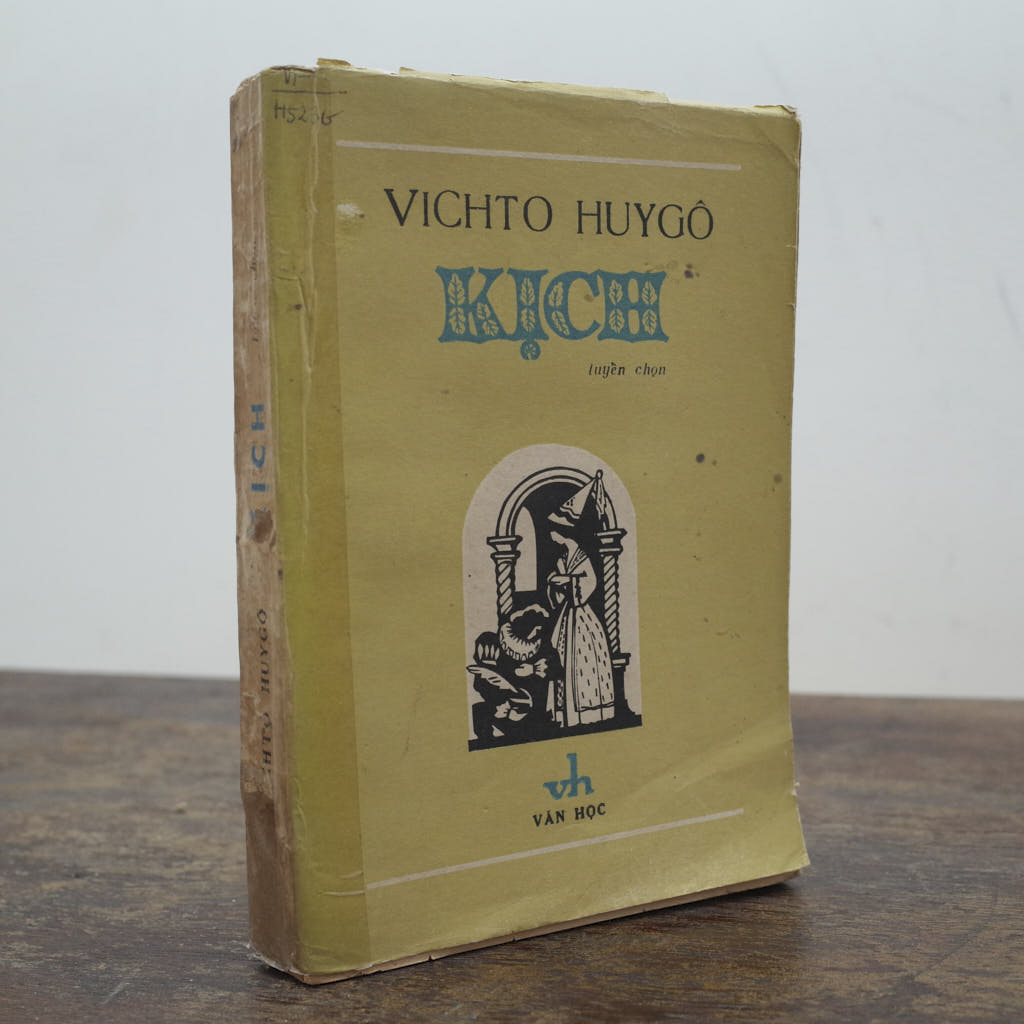 VICHTO HUYGÔ
KỊCH
tuyển chọn
vh
VĂN HỌC
KỊCH
HUYGÔ